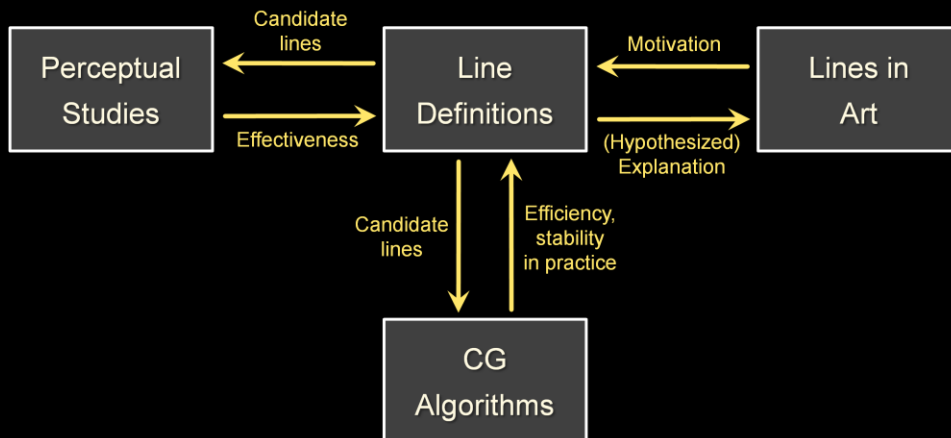 Candidate
lines
Perceptual
Studies
Effectiveness
Line
Definitions
Motivation
(Hypothesized)
Explanation
Lines in
Art
Candidate
lines
Efficiency,
stability
in practice
CG
Algorithms